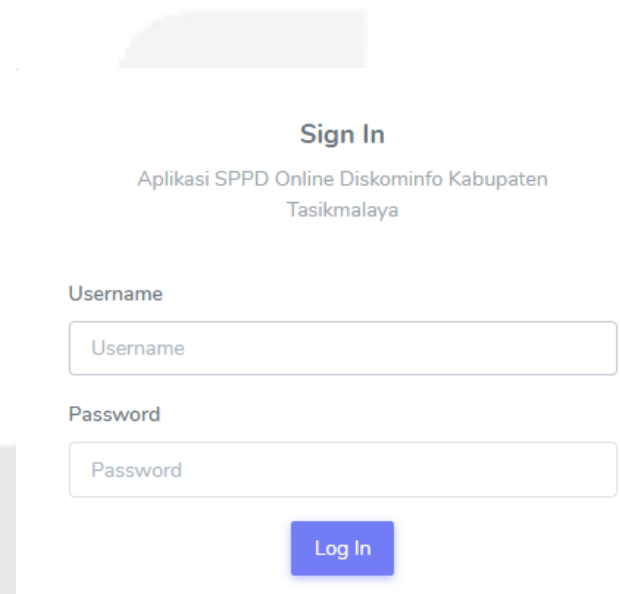 Sign In
Aplikasi SPPD Online Diskominfo Kabupaten
Tasikmalaya
Username
Username
Password
Password
Log In